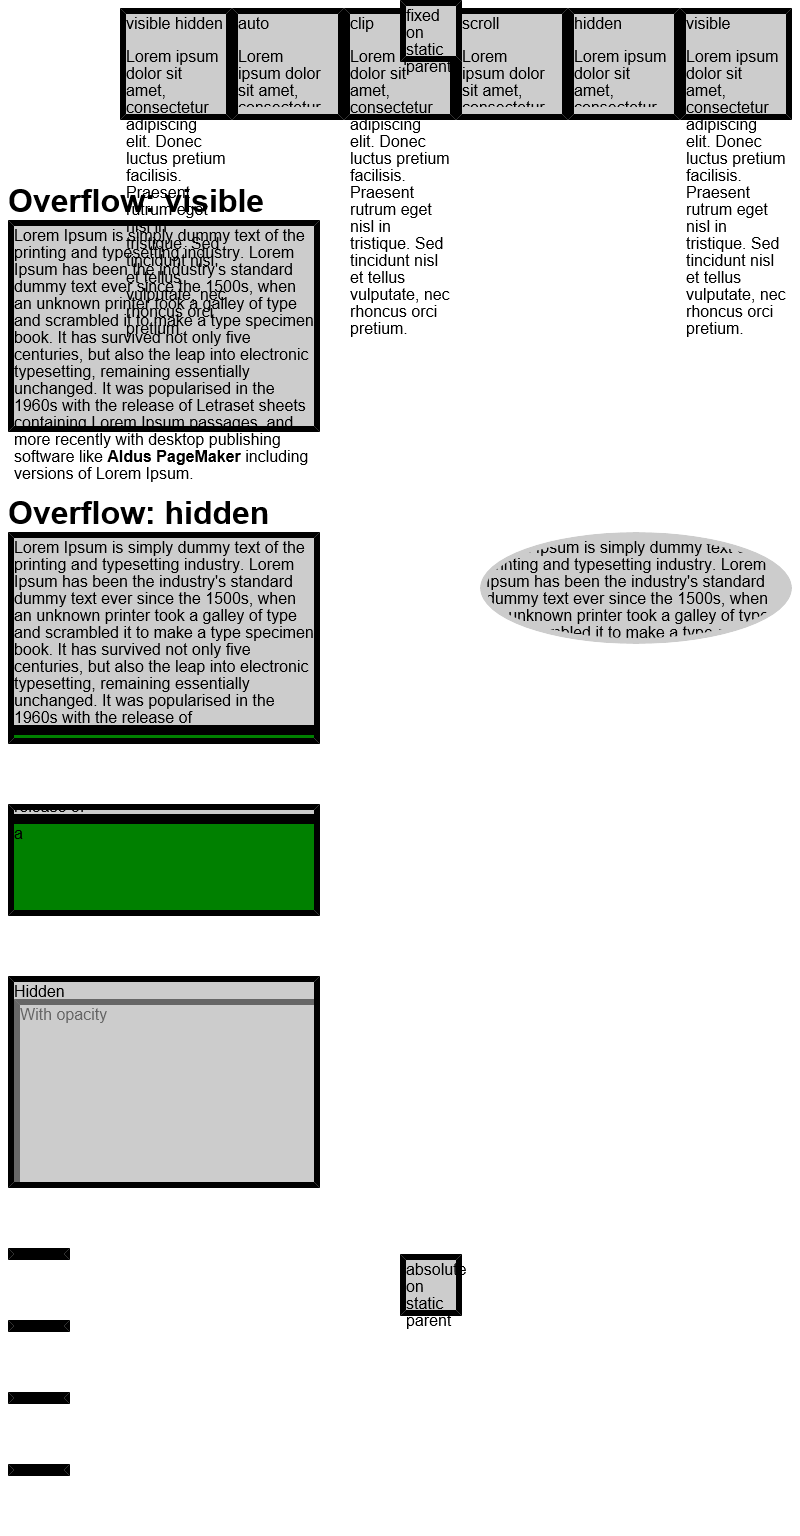 visible hidden
Lorem ipsum
dolor sit
amet,
consectetur
adipiscing
elit. Donec
luctus pretium
facilisis.
Praesent
rutrum eget
nisl in
tristique. Sed
tincidunt nisl
et tellus
vulputate, nec
rhoncus orci
pretium.
auto
Lorem
ipsum dolor
sit amet,
consectetur
clip
Lorem
dolor sit
amet,
consectetur
adipiscing
elit. Donec
luctus pretium
facilisis.
Praesent
rutrum eget
nisl in
tristique. Sed
tincidunt nisl
et tellus
vulputate, nec
rhoncus orci
pretium.
fixed
on
static
parent
scroll
Lorem
ipsum dolor
sit amet,
consectetur
hidden
Lorem ipsum
dolor sit
amet,
consectetur
visible
Lorem ipsum
dolor sit
amet,
consectetur
adipiscing
elit. Donec
luctus pretium
facilisis.
Praesent
rutrum eget
nisl in
tristique. Sed
tincidunt nisl
et tellus
vulputate, nec
rhoncus orci
pretium.
Overflow: visible
Lorem Ipsum is simply dummy text of the
printing and typesetting industry. Lorem
Ipsum has been the industry's standard
dummy text ever since the 1500s, when
an unknown printer took a galley of type
and scrambled it to make a type specimen
book. It has survived not only five
centuries, but also the leap into electronic
typesetting, remaining essentially
unchanged. It was popularised in the
1960s with the release of Letraset sheets
containing Lorem Ipsum passages, and
more recently with desktop publishing
software like Aldus PageMaker including
versions of Lorem Ipsum.
Overflow: hidden
Lorem Ipsum is simply dummy text of the
printing and typesetting industry. Lorem
Ipsum has been the industry's standard
dummy text ever since the 1500s, when
an unknown printer took a galley of type
and scrambled it to make a type specimen
book. It has survived not only five
centuries, but also the leap into electronic
typesetting, remaining essentially
unchanged. It was popularised in the
1960s with the release of
Ipsum is simply dummy text
printing and typesetting industry. Lorem
Ipsum has been the industry's standard
dummy text ever since the 1500s, when
unknown printer took a galley of type
it to make a type
release of
a
Hidden
With opacity
absolute
on
static
parent